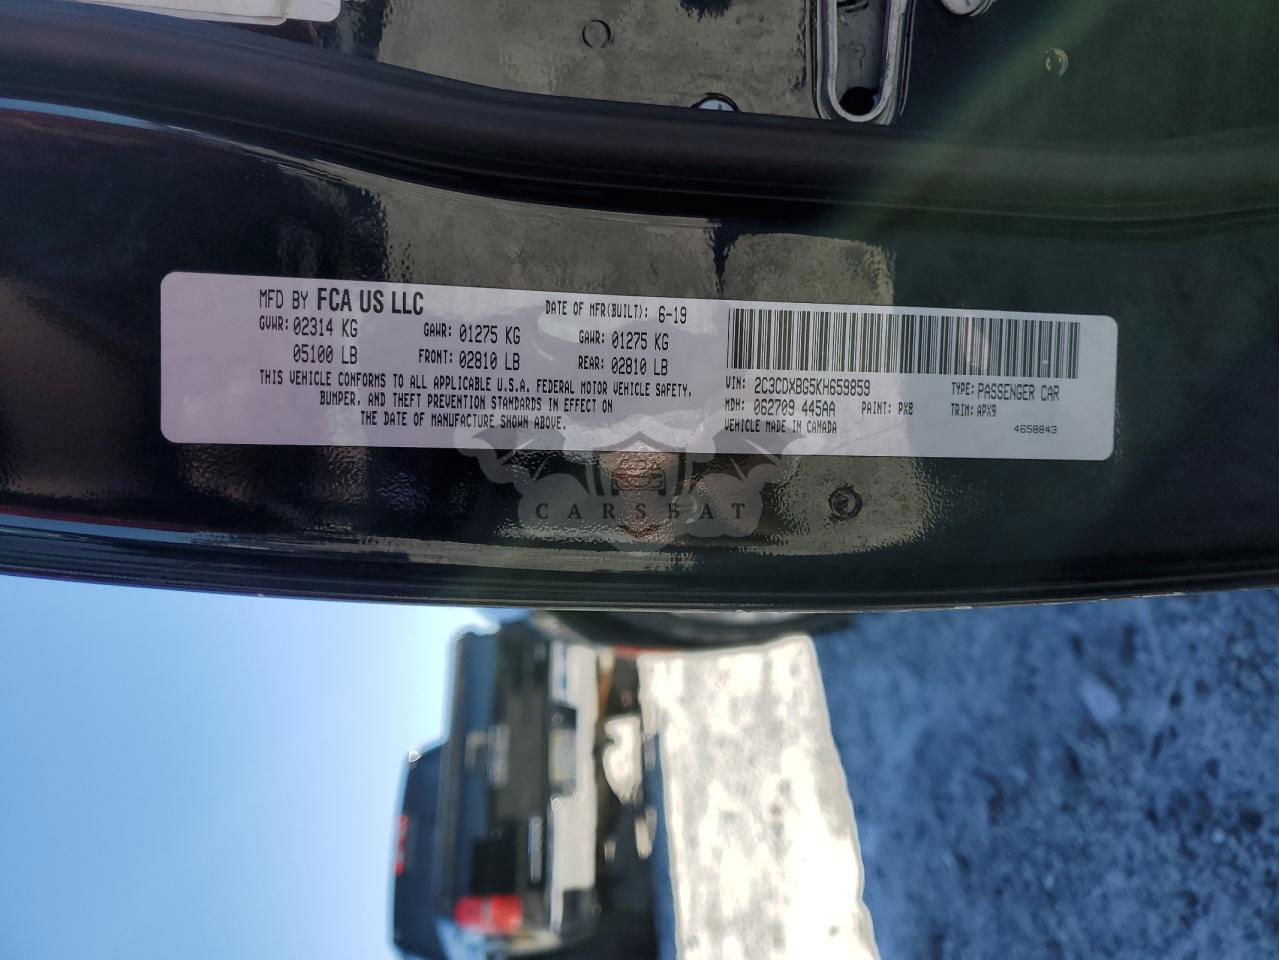 MFD BY FCA US LLC DATE OF MFR(BUILT): 6-19
GVWR: 02314 KG GAWR: 01275 KG GAWR: 01275 KG
05100 LB FRONT: 02810 LB REAR: 02810 LB
THIS VEHICLE CONFORMS TO ALL APPLICABLE U.S.A. FEDERAL MOTOR VEHICLE SAFETY,
BUMPER, AND THEFT PREVENTION STANDARDS IN EFFECT ON
THE DATE OF MANUFACTURE SHOWN ABOVE.
VIN: 2C3CDXBG5KH659859 TYPE: PASSENGER CAR
MDH: 062709 445AA PAINT: PX8 TRIM: APX9
VEHICLE MADE IN CANADA 4658843
CARSBAT